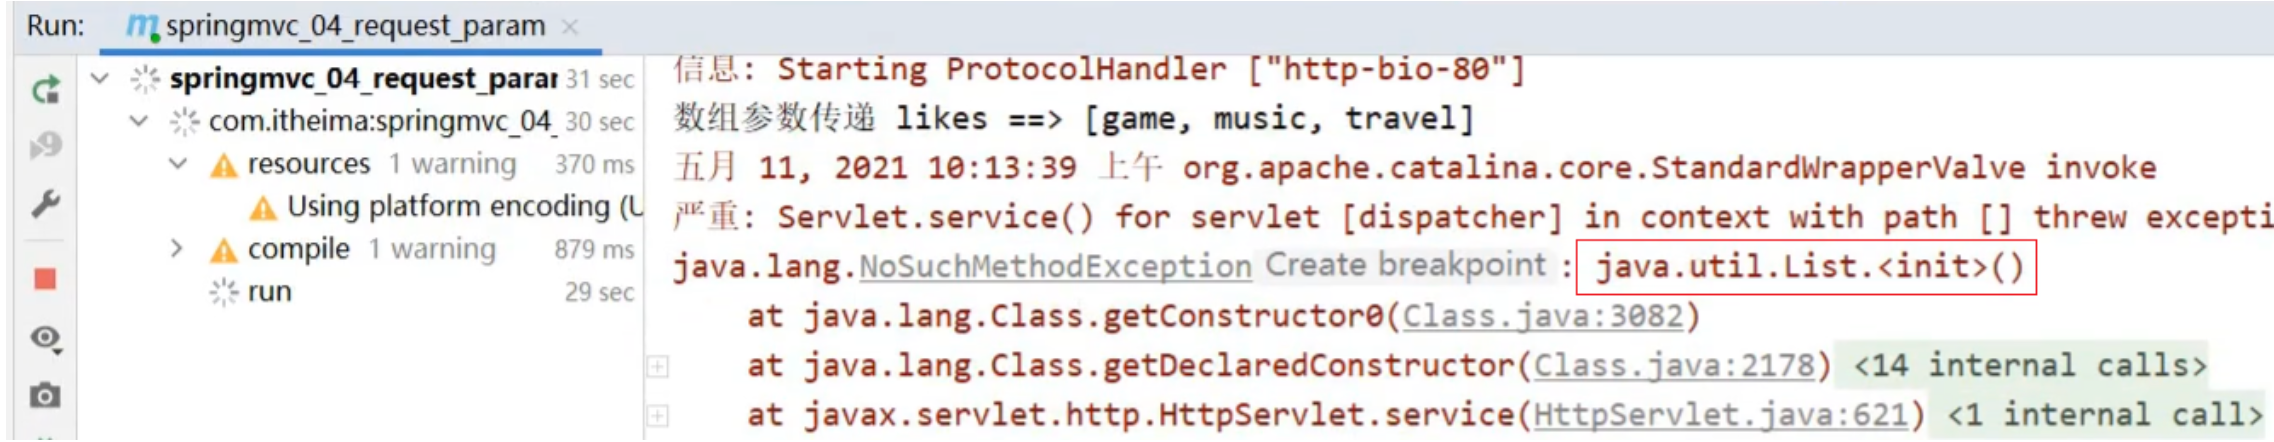 Run: springmvc_04_request_param ×
springmvc_04_request_para 31 sec
com.itheima:springmvc_04_ 30 sec
resources 1 warning 370 ms
Using platform encoding (U
compile 1 warning 879 ms
run 29 sec
信息: Starting ProtocolHandler ["http-bio-80"]
数组参数传递 likes ==> [game, music, travel]
五月 11, 2021 10:13:39 上午 org.apache.catalina.core.StandardWrapperValve invoke
严重: Servlet.service() for servlet [dispatcher] in context with path [] threw excepti
java.lang.NoSuchMethodException Create breakpoint : java.util.List.<init>()
at java.lang.Class.getConstructor0(Class.java:3082)
at java.lang.Class.getDeclaredConstructor(Class.java:2178) <14 internal calls>
at javax.servlet.http.HttpServlet.service(HttpServlet.java:621) <1 internal call>